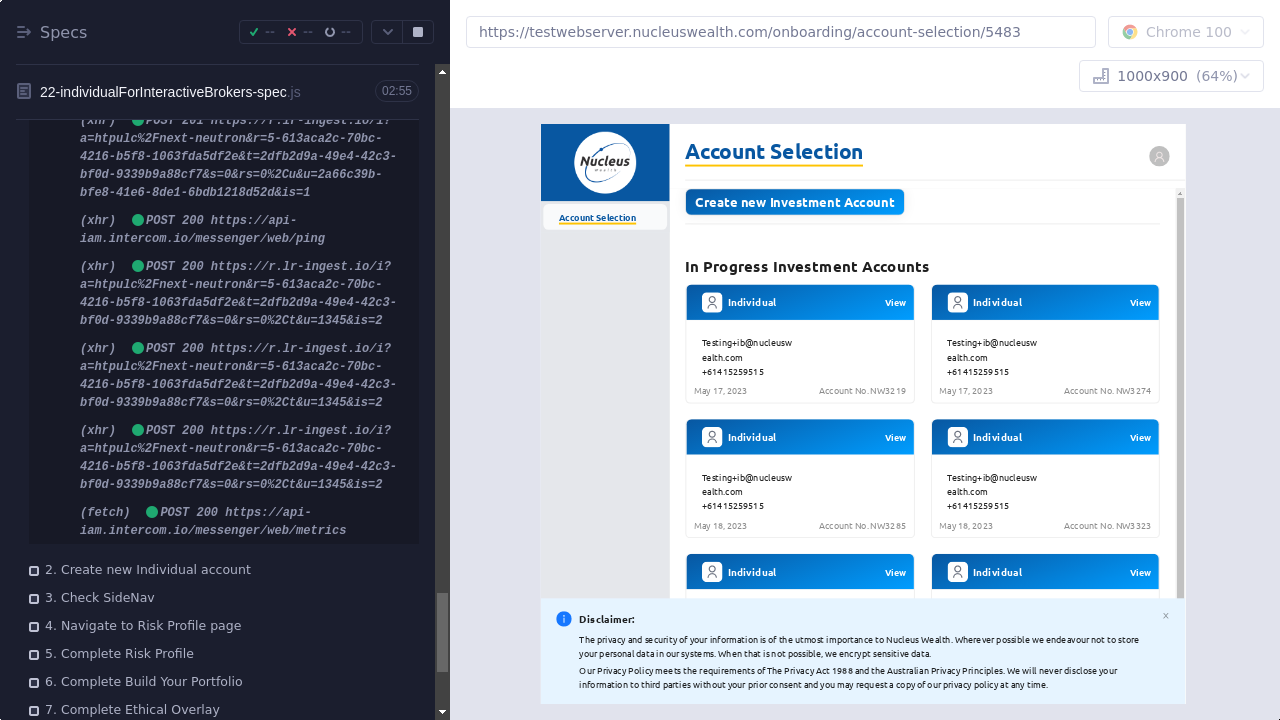 Specs
--
--
--
22-individualForInteractiveBrokers-spec.js
02:55
(xhr) POST 201 https://r.lr-ingest.io/i?
a=htpulc%2Fnext-neutron&r=5-613aca2c-70bc-
4216-b5f8-1063fda5df2e&t=2dfb2d9a-49e4-42c3-
bf0d-9339b9a88cf7&s=0&rs=0%2Cu&u=2a66c39b-
bfe8-41e6-8de1-6bdb1218d52d&is=1
(xhr) POST 200 https://api-
iam.intercom.io/messenger/web/ping
(xhr) POST 200 https://r.lr-ingest.io/i?
a=htpulc%2Fnext-neutron&r=5-613aca2c-70bc-
4216-b5f8-1063fda5df2e&t=2dfb2d9a-49e4-42c3-
bf0d-9339b9a88cf7&s=0&rs=0%2Ct&u=1345&is=2
(xhr) POST 200 https://r.lr-ingest.io/i?
a=htpulc%2Fnext-neutron&r=5-613aca2c-70bc-
4216-b5f8-1063fda5df2e&t=2dfb2d9a-49e4-42c3-
bf0d-9339b9a88cf7&s=0&rs=0%2Ct&u=1345&is=2
(xhr) POST 200 https://r.lr-ingest.io/i?
a=htpulc%2Fnext-neutron&r=5-613aca2c-70bc-
4216-b5f8-1063fda5df2e&t=2dfb2d9a-49e4-42c3-
bf0d-9339b9a88cf7&s=0&rs=0%2Ct&u=1345&is=2
(fetch) POST 200 https://api-
iam.intercom.io/messenger/web/metrics
2. Create new Individual account
3. Check SideNav
4. Navigate to Risk Profile page
5. Complete Risk Profile
6. Complete Build Your Portfolio
7. Complete Ethical Overlay
https://testwebserver.nucleuswealth.com/onboarding/account-selection/5483
Chrome 100
1000x900 (64%)
Nucleus
Wealth
Account Selection
Account Selection
Create new Investment Account
In Progress Investment Accounts
Individual View
Testing+ib@nucleusw
ealth.com
+61415259515
May 17, 2023 Account No. NW3219
Individual View
Testing+ib@nucleusw
ealth.com
+61415259515
May 17, 2023 Account No. NW3274
Individual View
Testing+ib@nucleusw
ealth.com
+61415259515
May 18, 2023 Account No. NW3285
Individual View
Testing+ib@nucleusw
ealth.com
+61415259515
May 18, 2023 Account No. NW3323
Individual View
Individual View
Disclaimer:
The privacy and security of your information is of the utmost importance to Nucleus Wealth. Wherever possible we endeavour not to store
your personal data in our systems. When that is not possible, we encrypt sensitive data.
Our Privacy Policy meets the requirements of The Privacy Act 1988 and the Australian Privacy Principles. We will never disclose your
information to third parties without your prior consent and you may request a copy of our privacy policy at any time.